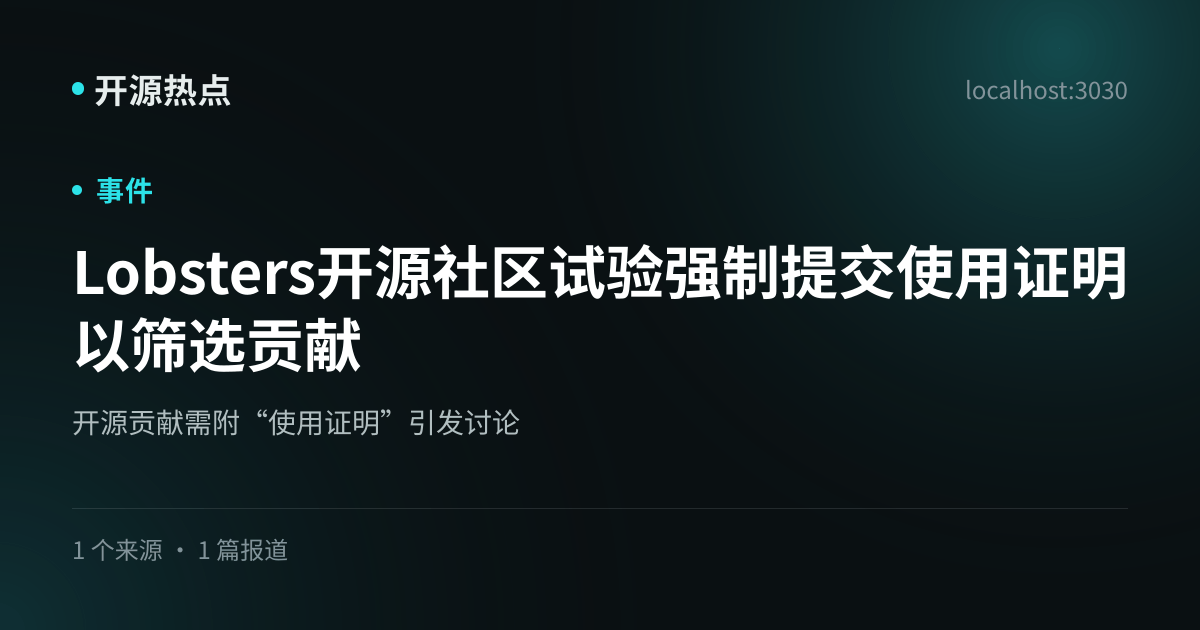 开源热点
localhost:3030
事件
Lobsters开源社区试验强制提交使用证明
以筛选贡献
开源贡献需附“使用证明”引发讨论
1 个来源 · 1 篇报道